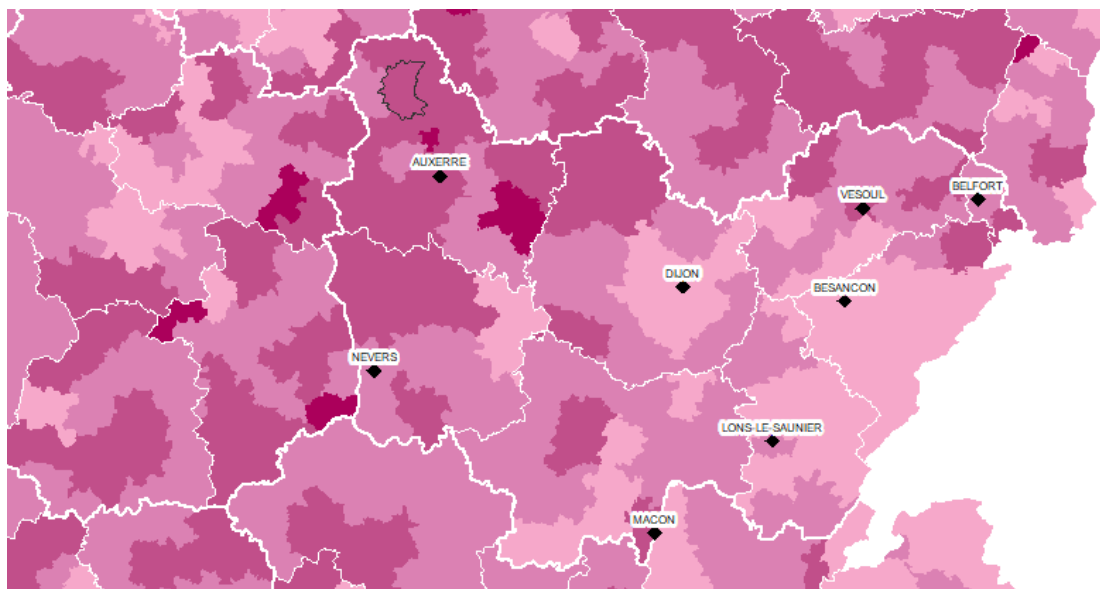 AUXERRE
VESOUL
BELFORT
DIJON
BESANCON
NEVERS
LONS-LE-SAUNIER
MACON